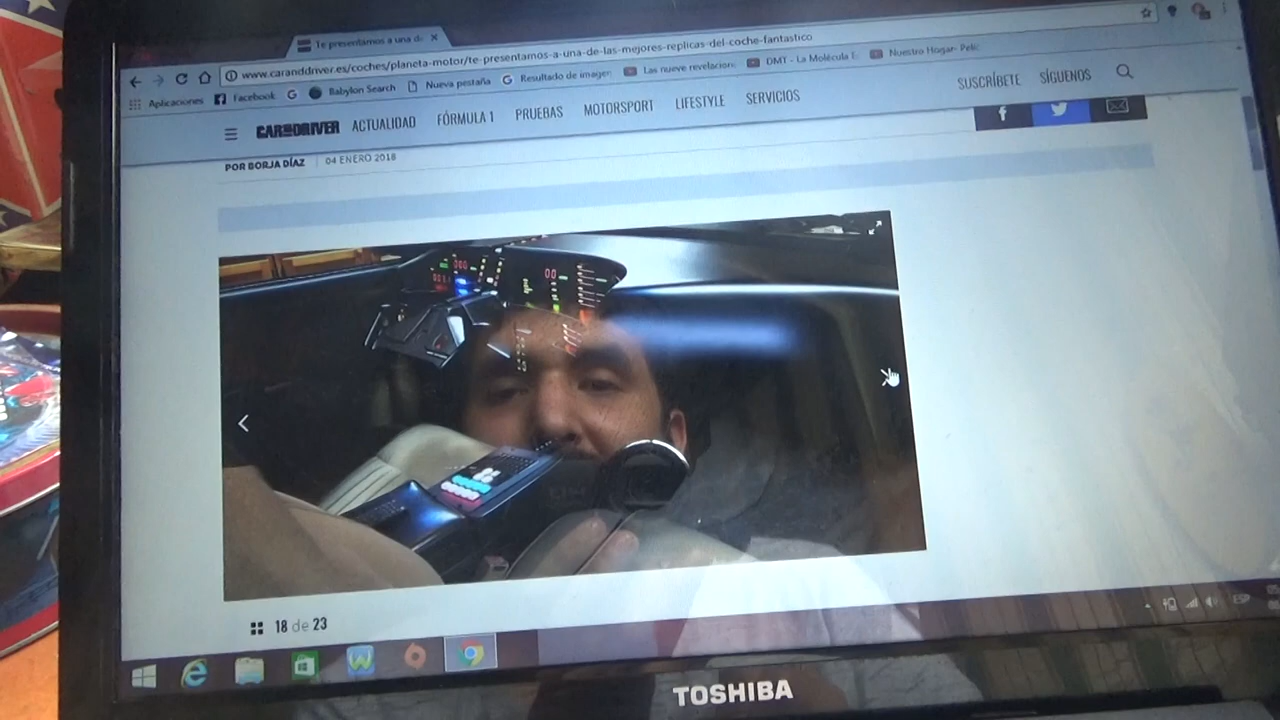 Te presentamos a una de
www.caranddriver.es/coches/planeta-motor/te-presentamos-a-una-de-las-mejores-replicas-del-coche-fantastico
Aplicaciones Facebook Babylon Search Nueva pestaña Resultado de imagen Las nueve revelacion DMT - La Molécula Nuestro Hogar- Pelíc
CAR AND DRIVER ACTUALIDAD FÓRMULA 1 PRUEBAS MOTORSPORT LIFESTYLE SERVICIOS SUSCRÍBETE SÍGUENOS
POR BORJA DÍAZ 04 ENERO 2018
18 de 23
TOSHIBA